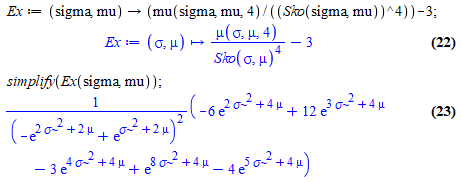 Ex := (sigma, mu) → (mu(sigma, mu, 4) / ((Sko(sigma, mu))^4)) − 3;
Ex := (σ, μ) ↦ μ(σ, μ, 4) / Sko(σ, μ)^4 − 3 (22)
simplify(Ex(sigma, mu));
1 / (−e^(2 σ~^2 + 2 μ) + e^(σ~^2 + 2 μ))^2 (−6 e^(2 σ~^2 + 4 μ) + 12 e^(3 σ~^2 + 4 μ) (23)
− 3 e^(4 σ~^2 + 4 μ) + e^(8 σ~^2 + 4 μ) − 4 e^(5 σ~^2 + 4 μ))